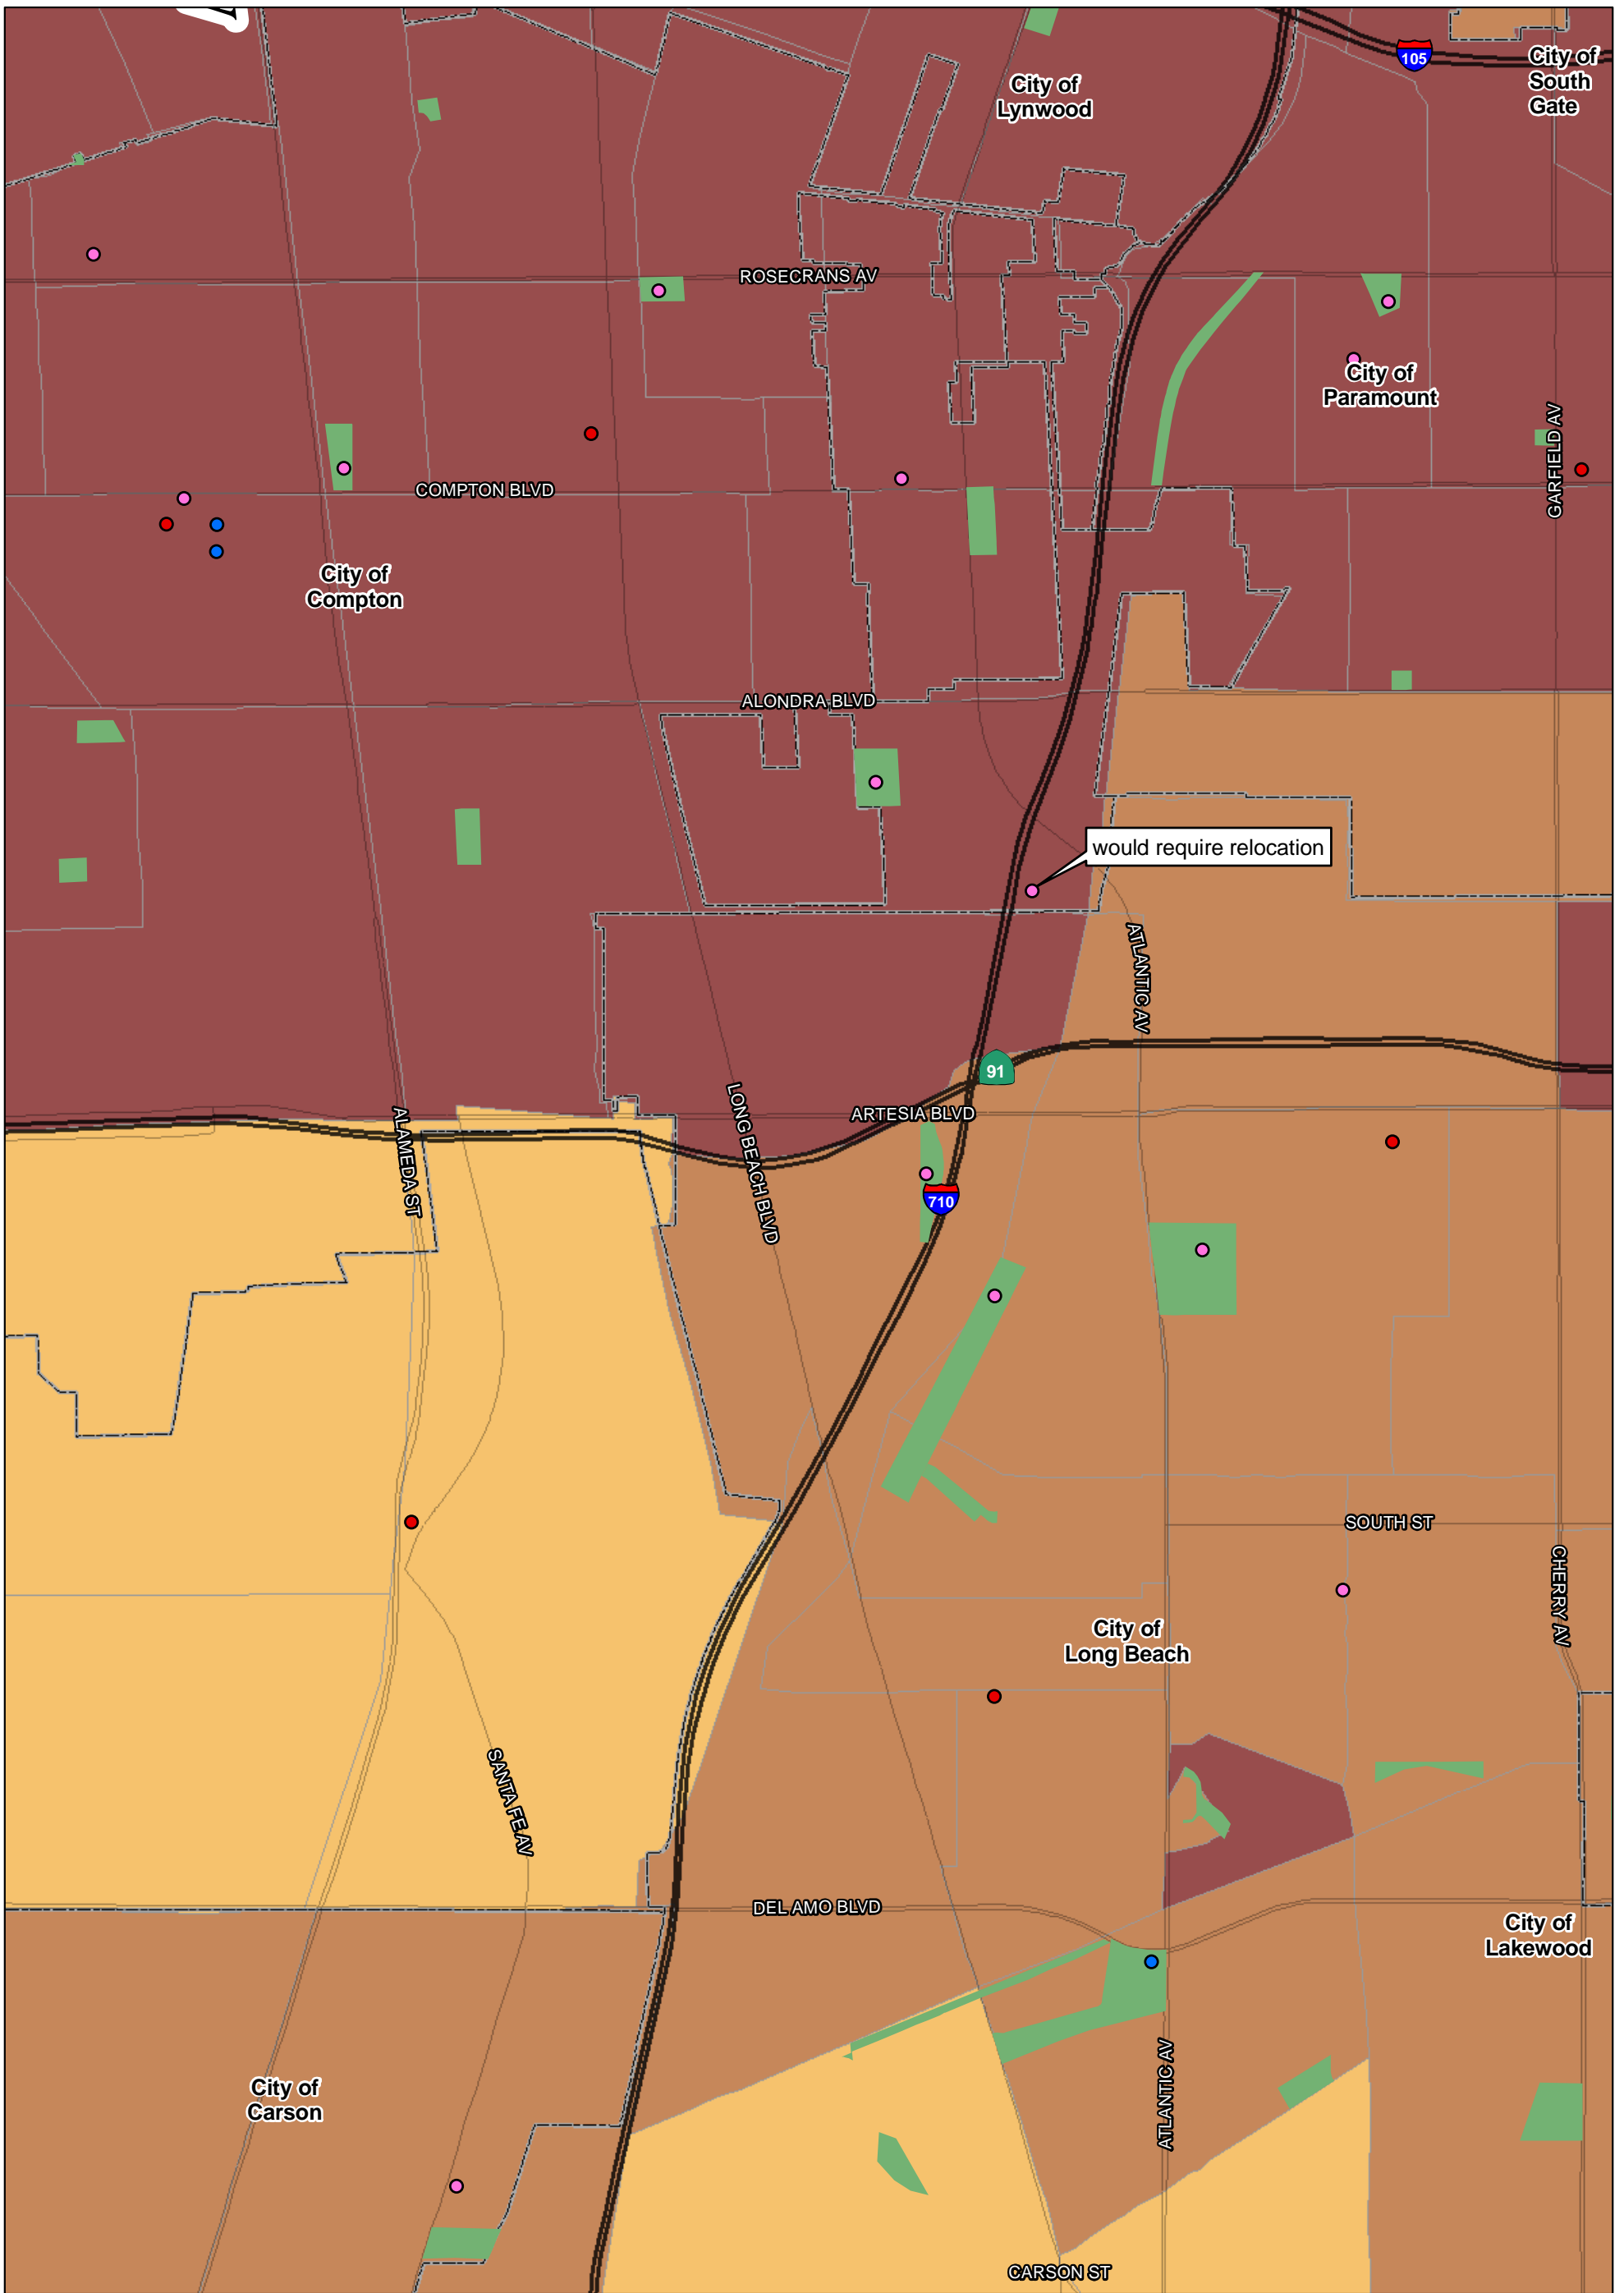 105
City of
South
Gate
City of
Lynwood
ROSECRANS AV
City of
Paramount
GARFIELD AV
COMPTON BLVD
City of
Compton
ALONDRA BLVD
would require relocation
ATLANTIC AV
91
ARTESIA BLVD
ALAMEDA ST
LONG BEACH BLVD
710
SOUTH ST
CHERRY AV
City of
Long Beach
SANTA FE AV
DEL AMO BLVD
City of
Lakewood
City of
Carson
ATLANTIC AV
CARSON ST